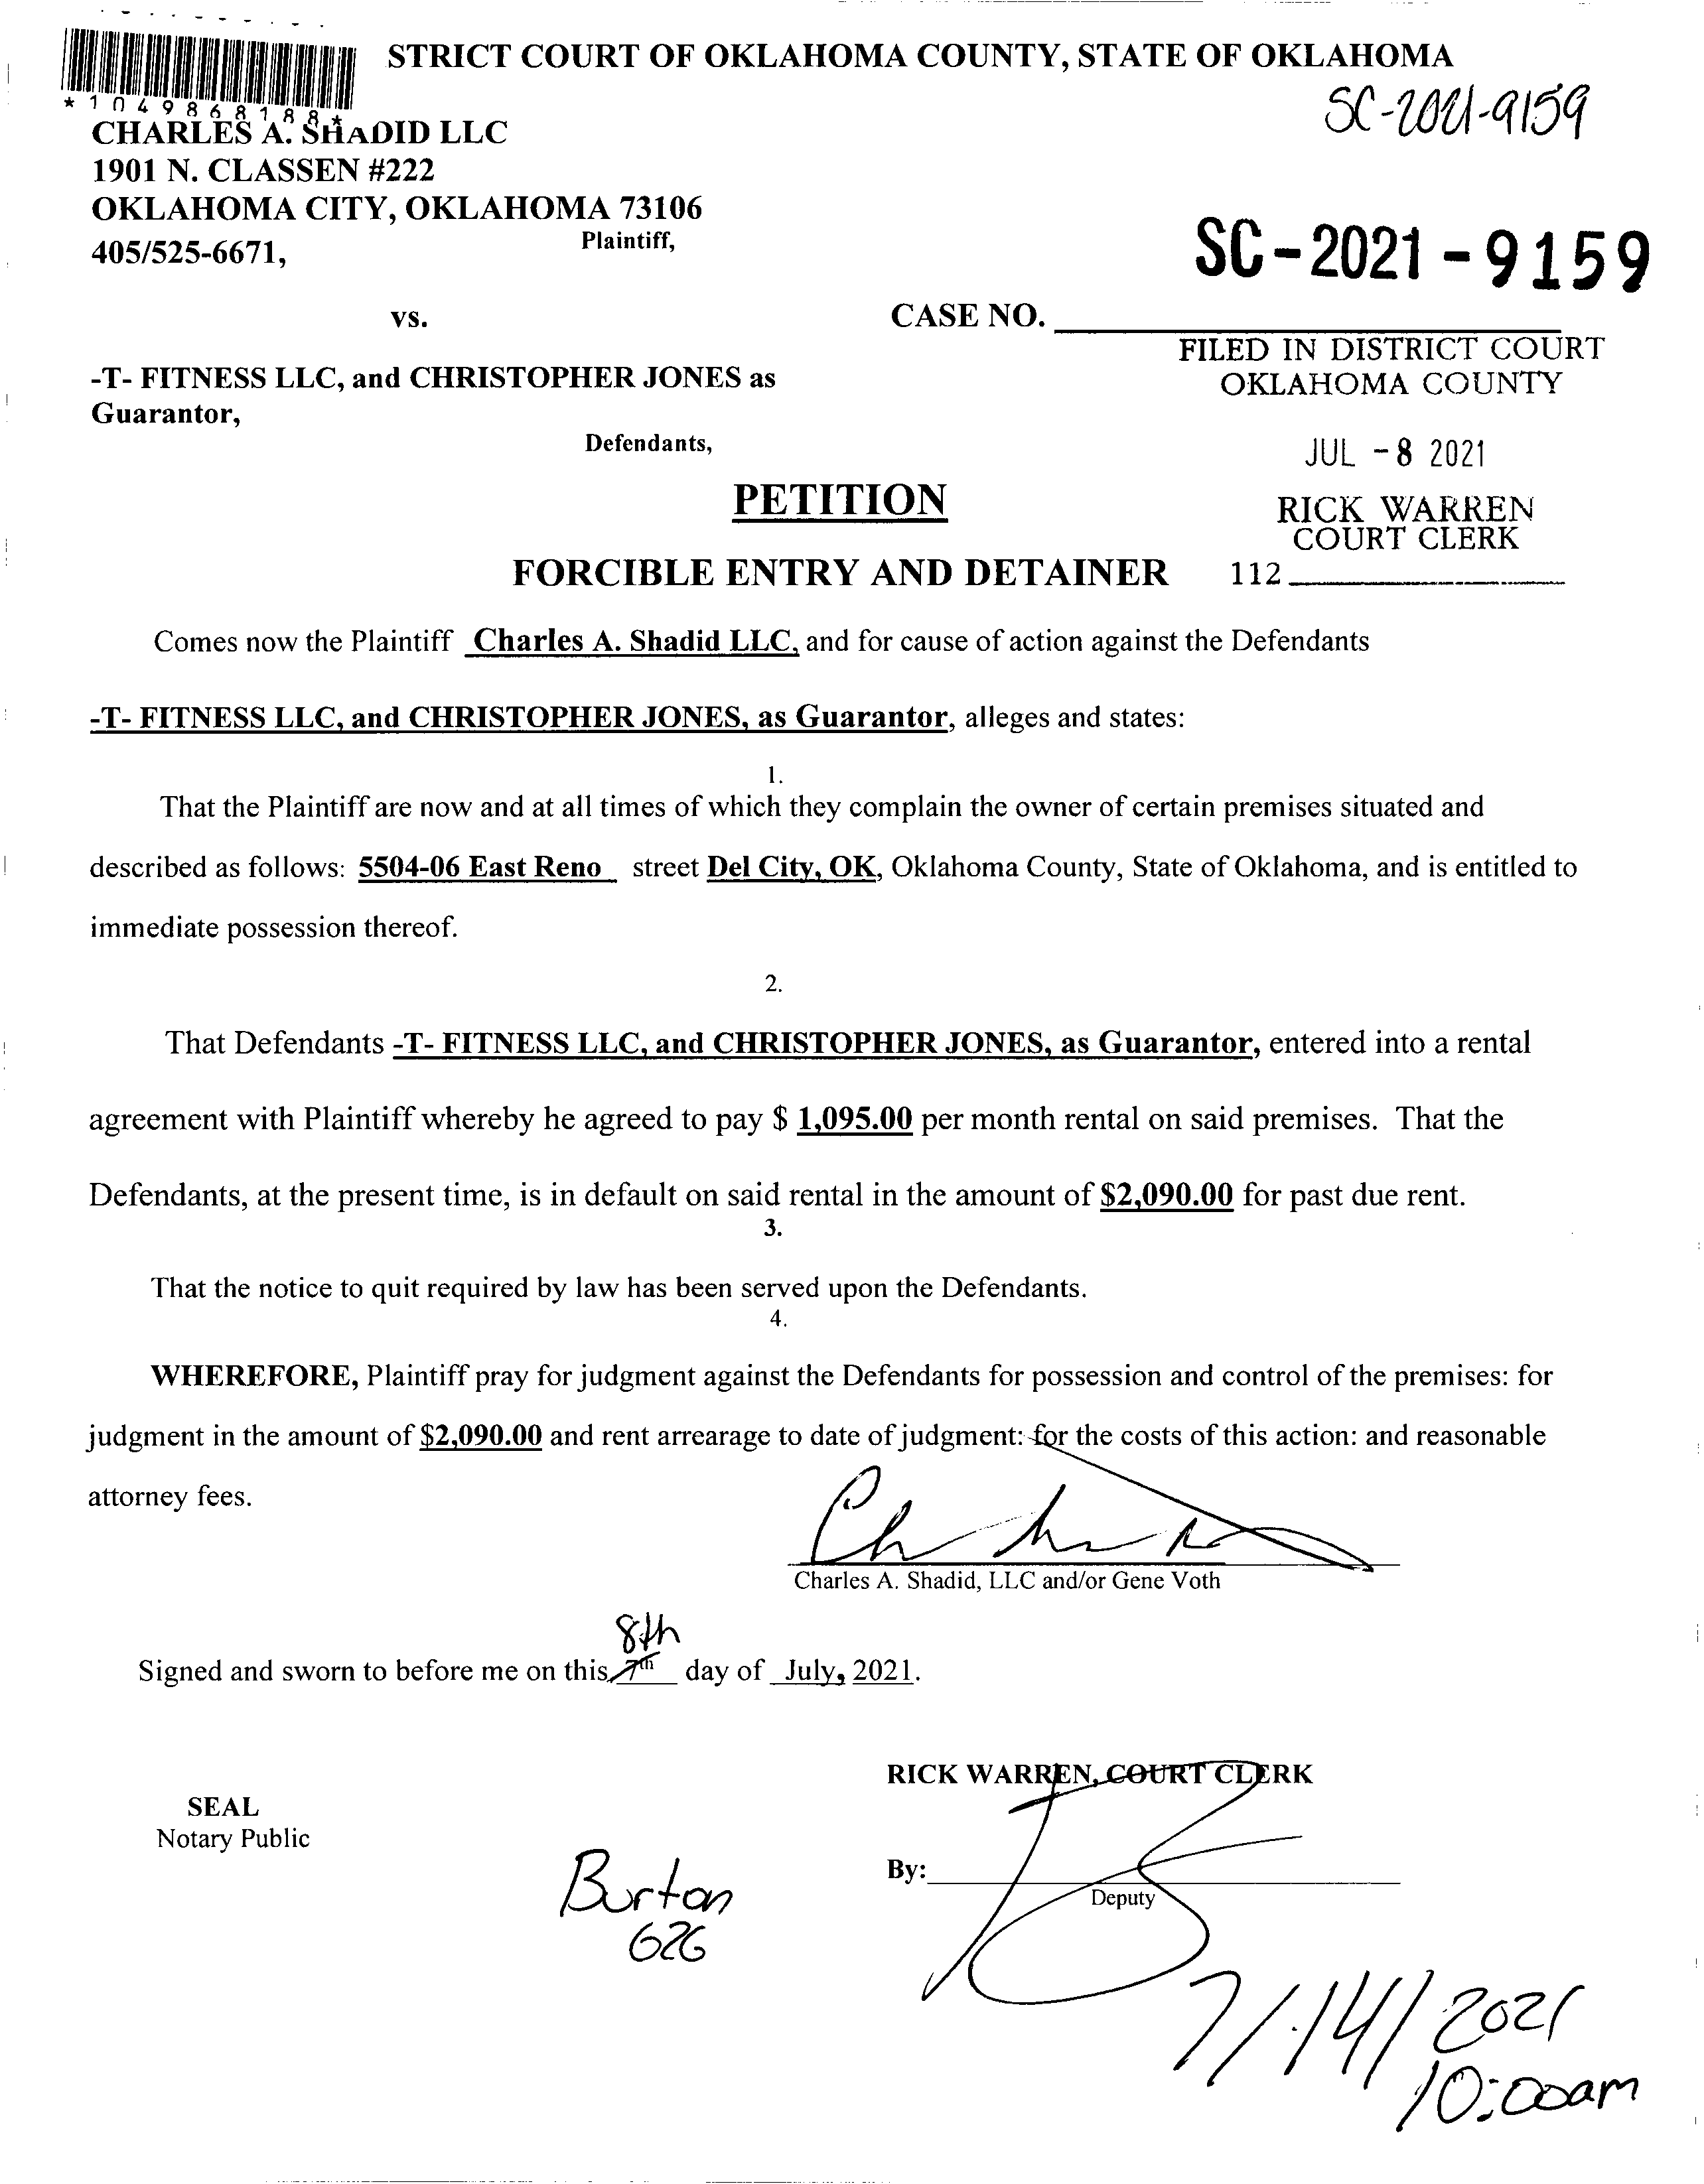 STRICT COURT OF OKLAHOMA COUNTY, STATE OF OKLAHOMA
*1049868188*
SC-2021-9159
CHARLES A. SHADID LLC
1901 N. CLASSEN #222
OKLAHOMA CITY, OKLAHOMA 73106
405/525-6671,
Plaintiff,
SC-2021-9159
vs.
CASE NO.
FILED IN DISTRICT COURT
OKLAHOMA COUNTY
-T- FITNESS LLC, and CHRISTOPHER JONES as
Guarantor,
Defendants,
JUL -8 2021
PETITION
RICK WARREN
COURT CLERK
FORCIBLE ENTRY AND DETAINER
112
Comes now the Plaintiff Charles A. Shadid LLC, and for cause of action against the Defendants
-T- FITNESS LLC, and CHRISTOPHER JONES, as Guarantor, alleges and states:
1.
That the Plaintiff are now and at all times of which they complain the owner of certain premises situated and
described as follows: 5504-06 East Reno street Del City, OK, Oklahoma County, State of Oklahoma, and is entitled to
immediate possession thereof.
2.
That Defendants -T- FITNESS LLC, and CHRISTOPHER JONES, as Guarantor, entered into a rental
agreement with Plaintiff whereby he agreed to pay $ 1,095.00 per month rental on said premises. That the
Defendants, at the present time, is in default on said rental in the amount of $2,090.00 for past due rent.
3.
That the notice to quit required by law has been served upon the Defendants.
4.
WHEREFORE, Plaintiff pray for judgment against the Defendants for possession and control of the premises: for
judgment in the amount of $2,090.00 and rent arrearage to date of judgment: for the costs of this action: and reasonable
attorney fees.
Charles A. Shadid, LLC and/or Gene Voth
8th
Signed and sworn to before me on this 7th day of July, 2021.
RICK WARREN, COURT CLERK
SEAL
Notary Public
By:
Deputy
Burton
626
7/14/2021
10:00am